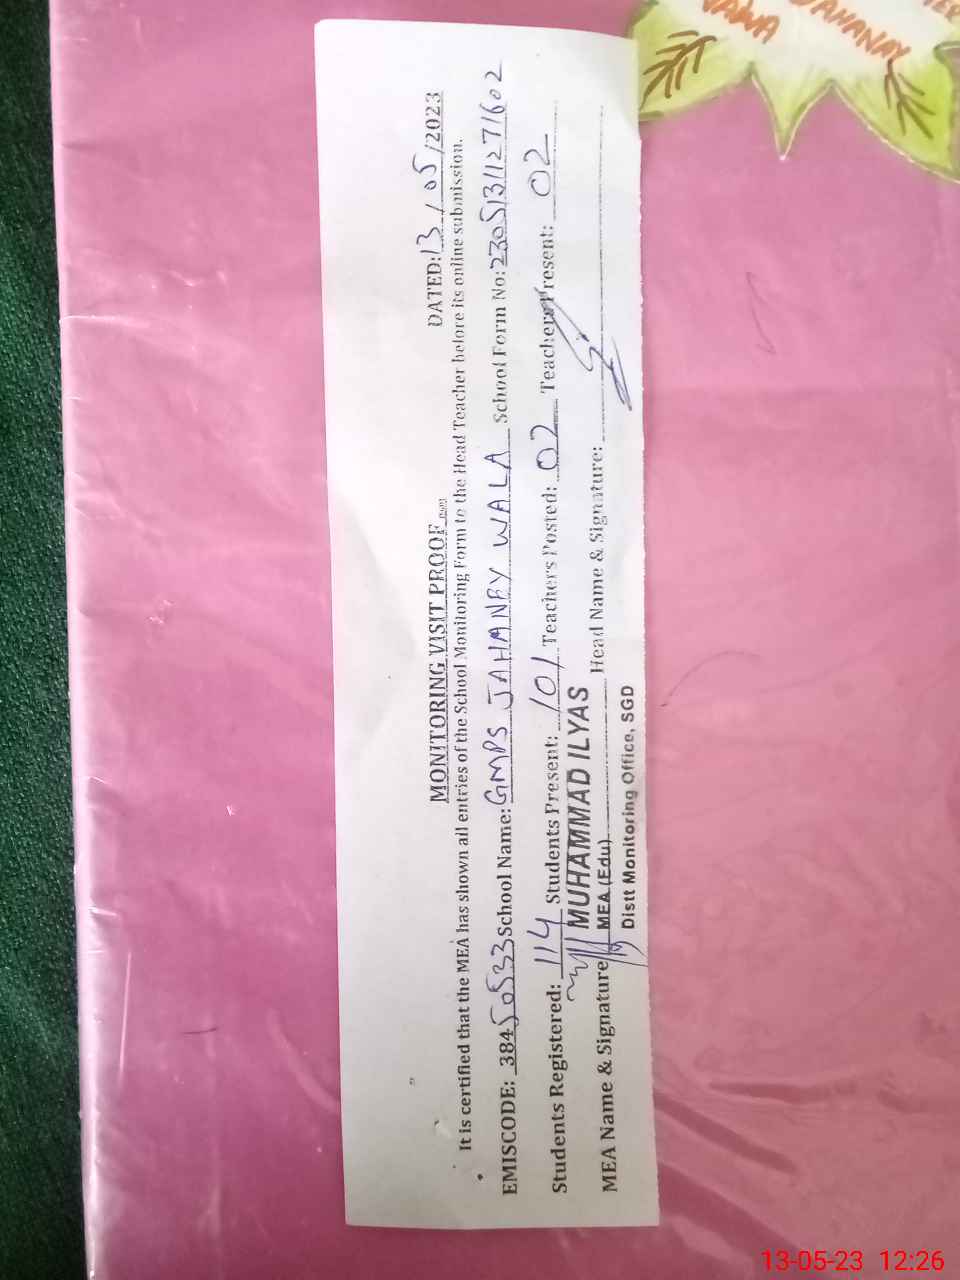 MONITORING VISIT PROOF
DATED: 13/05/2023
It is certified that the MEA has shown all entries of the School Monitoring Form to the Head Teacher before its online submission.
EMISCODE: 38450533 School Name: GMPS JAHANEY WALA School Form No: 23051311271602
Students Registered: 114 Students Present: 101 Teachers Posted: 02 Teachers Present: 02
MEA Name & Signature Head Name & Signature:
MUHAMMAD ILYAS
MEA (Edu)
Distt Monitoring Office, SGD
13-05-23 12:26